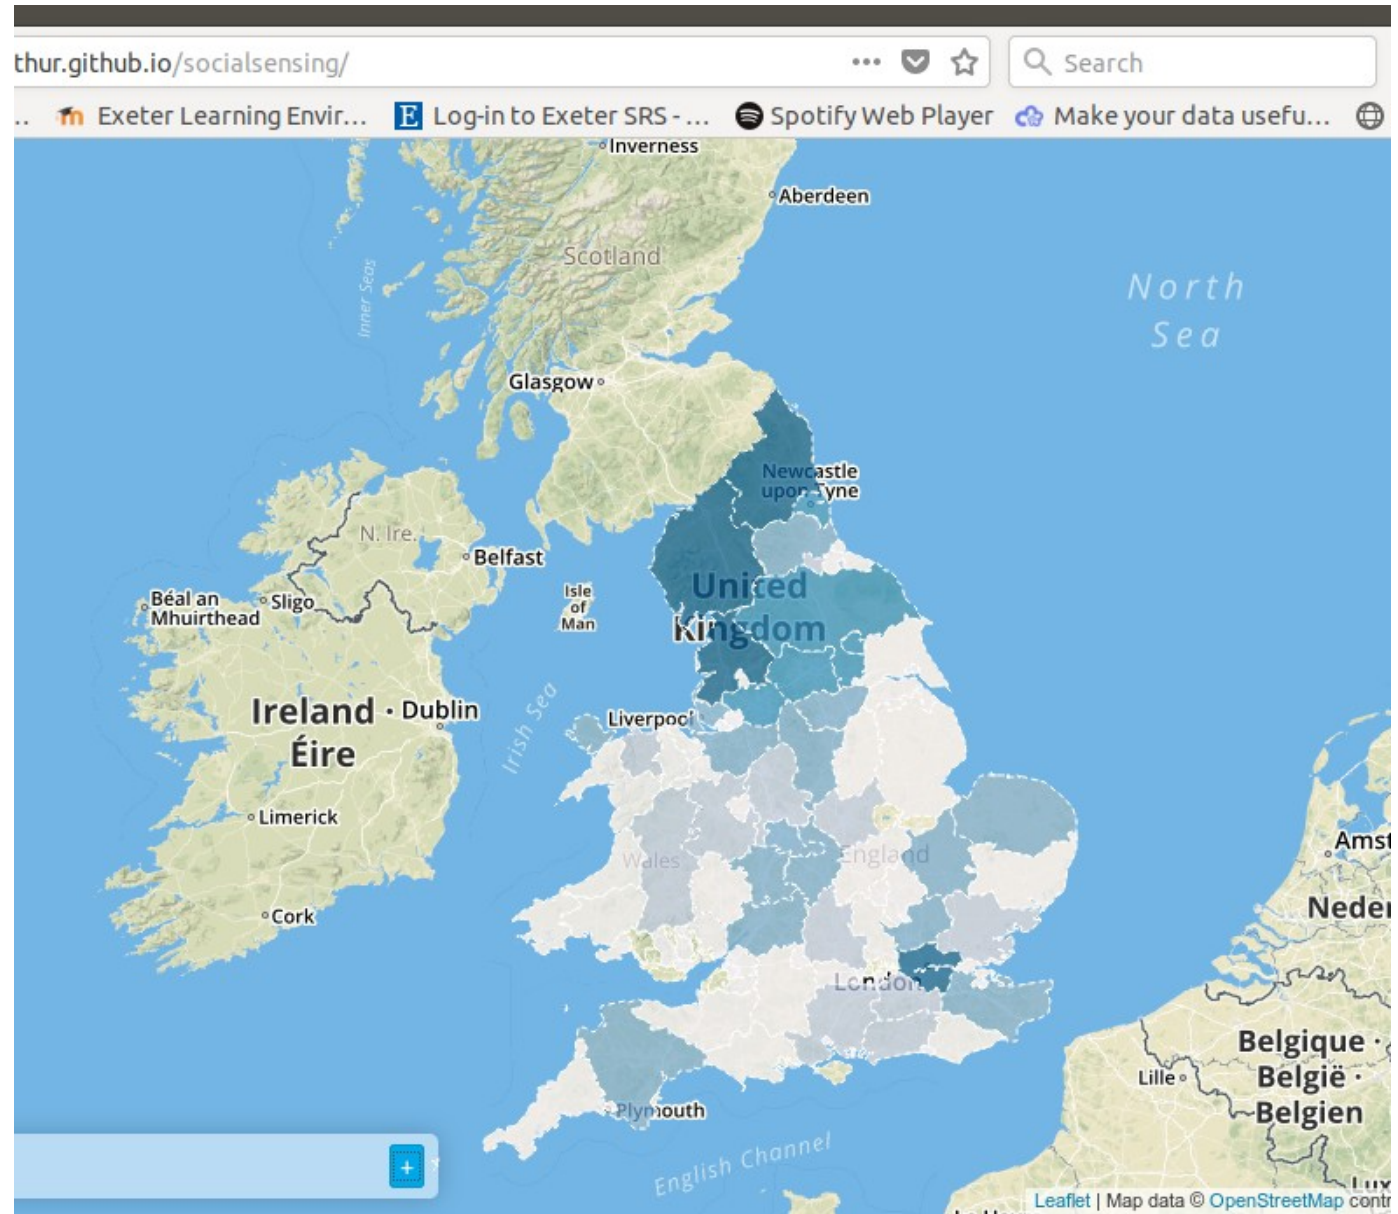 thur.github.io/socialsensing/
Search
.. Exeter Learning Envir...
E Log-in to Exeter SRS - ...
Spotify Web Player
Make your data usefu...
Inverness
Aberdeen
Scotland
Inner Seas
North
Sea
Glasgow
Newcastle
upon Tyne
N. Ire.
Belfast
Isle
of
Man
United
Kingdom
Béal an
Mhuirthead
Sligo
Ireland
Éire
Dublin
Irish Sea
Liverpool
Limerick
Wales
England
Amst
Neder
Cork
London
Belgique ·
België ·
Belgien
Lille
Plymouth
English Channel
+
Lux
Leaflet | Map data © OpenStreetMap contr